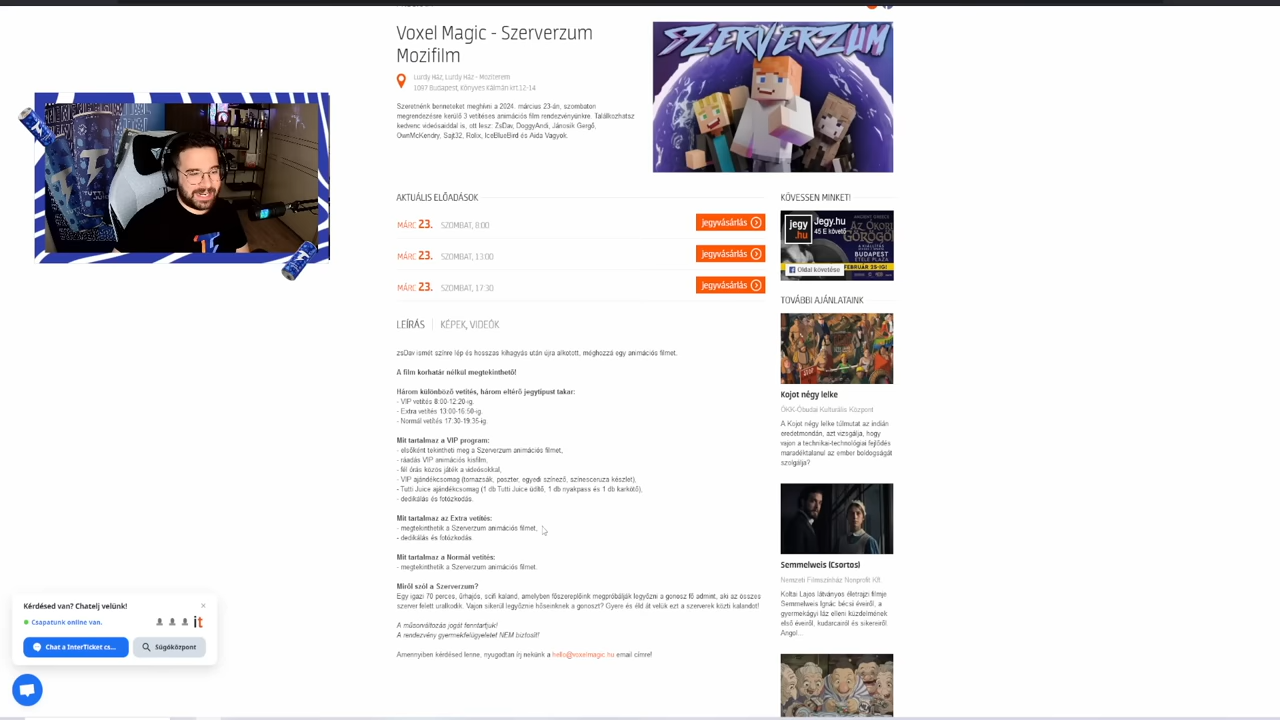 Voxel Magic - Szerverzum
Mozifilm
Lurdy Ház, Lurdy Ház - Moziterem
1097 Budapest, Könyves Kálmán krt.12-14
Szeretnénk benneteket meghívni a 2024. március 23-án, szombaton
megrendezésre kerülő 3 vetítéses animációs film rendezvényünkre. Találkozhatsz
kedvenc videósaiddal is, ott lesz: ZsDav, DoggyAndi, Jánosik Gergő,
OwnMcKendry, Sajt32, Rolix, IceBlueBird és Aida Vagyok.
SZERVERZUM
AKTUÁLIS ELŐADÁSOK
MÁRC 23. SZOMBAT, 8:00 jegyvásárlás
MÁRC 23. SZOMBAT, 13:00 jegyvásárlás
MÁRC 23. SZOMBAT, 17:30 jegyvásárlás
LEÍRÁS KÉPEK, VIDEÓK
zsDav ismét színre lép és hosszas kihagyás után újra alkotott, méghozzá egy animációs filmet.
A film korhatár nélkül megtekinthető!
Három különböző vetítés, három eltérő jegytípust takar:
- VIP vetítés 8:00-12:20-ig.
- Extra vetítés 13:00-16:50-ig.
- Normál vetítés 17:30-19:35-ig.
Mit tartalmaz a VIP program:
- elsőként tekintheti meg a Szerverzum animációs filmet,
- ráadás VIP animációs kisfilm,
- fél órás közös játék a videósokkal,
- VIP ajándékcsomag (tornazsák, poszter, egyedi színező, színesceruza készlet),
- Tutti Juice ajándékcsomag (1 db Tutti Juice üdítő, 1 db nyakpass és 1 db karkötő),
- dedikálás és fotózkodás.
Mit tartalmaz az Extra vetítés:
- megtekinthetik a Szerverzum animációs filmet,
- dedikálás és fotózkodás.
Mit tartalmaz a Normál vetítés:
- megtekinthetik a Szerverzum animációs filmet.
Miről szól a Szerverzum?
Egy igazi 70 perces, űrhajós, scifi kaland, amelyben főszereplőink megpróbálják legyőzni a gonosz fő admint, aki az összes
szerver felett uralkodik. Vajon sikerül legyőznie hőseinknek a gonoszt? Gyere és éld át velük ezt a szerverek közti kalandot!
A műsorváltozás jogát fenntartjuk!
A rendezvény gyermekfelügyeletet NEM biztosít!
Amennyiben kérdésed lenne, nyugodtan írj nekünk a hello@voxelmagic.hu email címre!
KÖVESSEN MINKET!
jegy
.hu
Jegy.hu
45 E követő
AZ ÓKORI
GÖRÖGÖK
BUDAPEST
ETELE PLAZA
FEBRUÁR 25-IG!
Oldal követése
TOVÁBBI AJÁNLATAINK
Kojot négy lelke
ÓKK-Óbudai Kulturális Központ
A Kojot négy lelke túlmutat az indián
eredetmondán, azt vizsgálja, hogy
vajon a technikai-technológiai fejlődés
maradéktalanul az ember boldogságát
szolgálja?
Semmelweis (Csortos)
Nemzeti Filmszínház Nonprofit Kft.
Koltai Lajos látványos életrajzi filmje
Semmelweis Ignác bécsi éveiről, a
gyermekágyi láz elleni küzdelmének
első éveiről, kudarcairól és sikereiről.
Angol...
Kérdésed van? Chatelj velünk!
Csapatunk online van.
it
Chat a InterTicket cs...
Súgóközpont